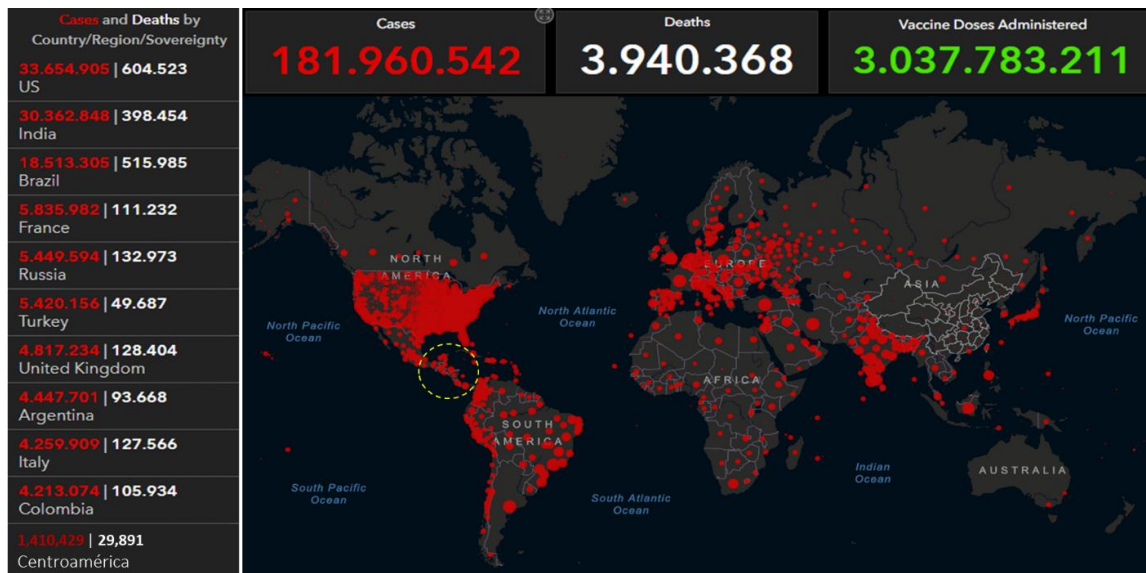 Cases and Deaths by
Country/Region/Sovereignty
33.654.905 | 604.523
US
30.362.848 | 398.454
India
18.513.305 | 515.985
Brazil
5.835.982 | 111.232
France
5.449.594 | 132.973
Russia
5.420.156 | 49.687
Turkey
4.817.234 | 128.404
United Kingdom
4.447.701 | 93.668
Argentina
4.259.909 | 127.566
Italy
4.213.074 | 105.934
Colombia
1,410,429 | 29,891
Centroamérica
Cases
181.960.542
Deaths
3.940.368
Vaccine Doses Administered
3.037.783.211
NORTH
AMERICA
EUROPE
ASIA
North Pacific
Ocean
North Atlantic
Ocean
North Pacific
Ocean
AFRICA
SOUTH
AMERICA
South Pacific
Ocean
South Atlantic
Ocean
Indian
Ocean
AUSTRALIA